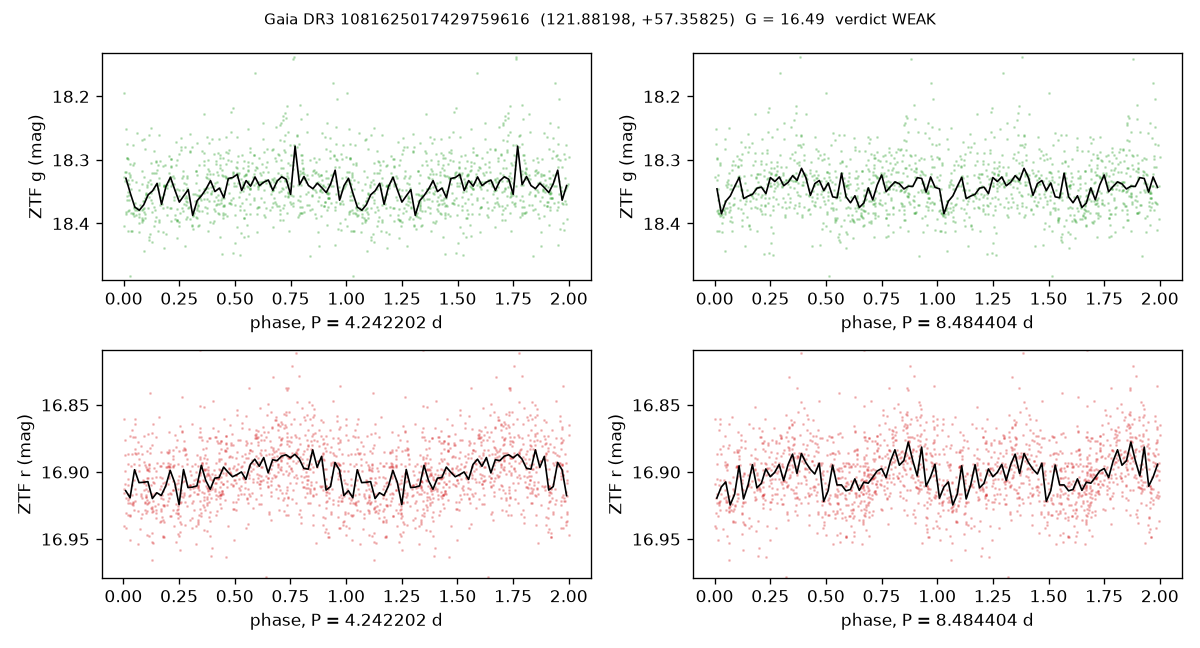 Gaia DR3 1081625017429759616  (121.88198, +57.35825)  G = 16.49  verdict WEAK
ZTF g (mag)
18.2
18.3
18.4
0.00 0.25 0.50 0.75 1.00 1.25 1.50 1.75 2.00
phase, P = 4.242202 d
ZTF g (mag)
18.2
18.3
18.4
0.00 0.25 0.50 0.75 1.00 1.25 1.50 1.75 2.00
phase, P = 8.484404 d
ZTF r (mag)
16.85
16.90
16.95
0.00 0.25 0.50 0.75 1.00 1.25 1.50 1.75 2.00
phase, P = 4.242202 d
ZTF r (mag)
16.85
16.90
16.95
0.00 0.25 0.50 0.75 1.00 1.25 1.50 1.75 2.00
phase, P = 8.484404 d